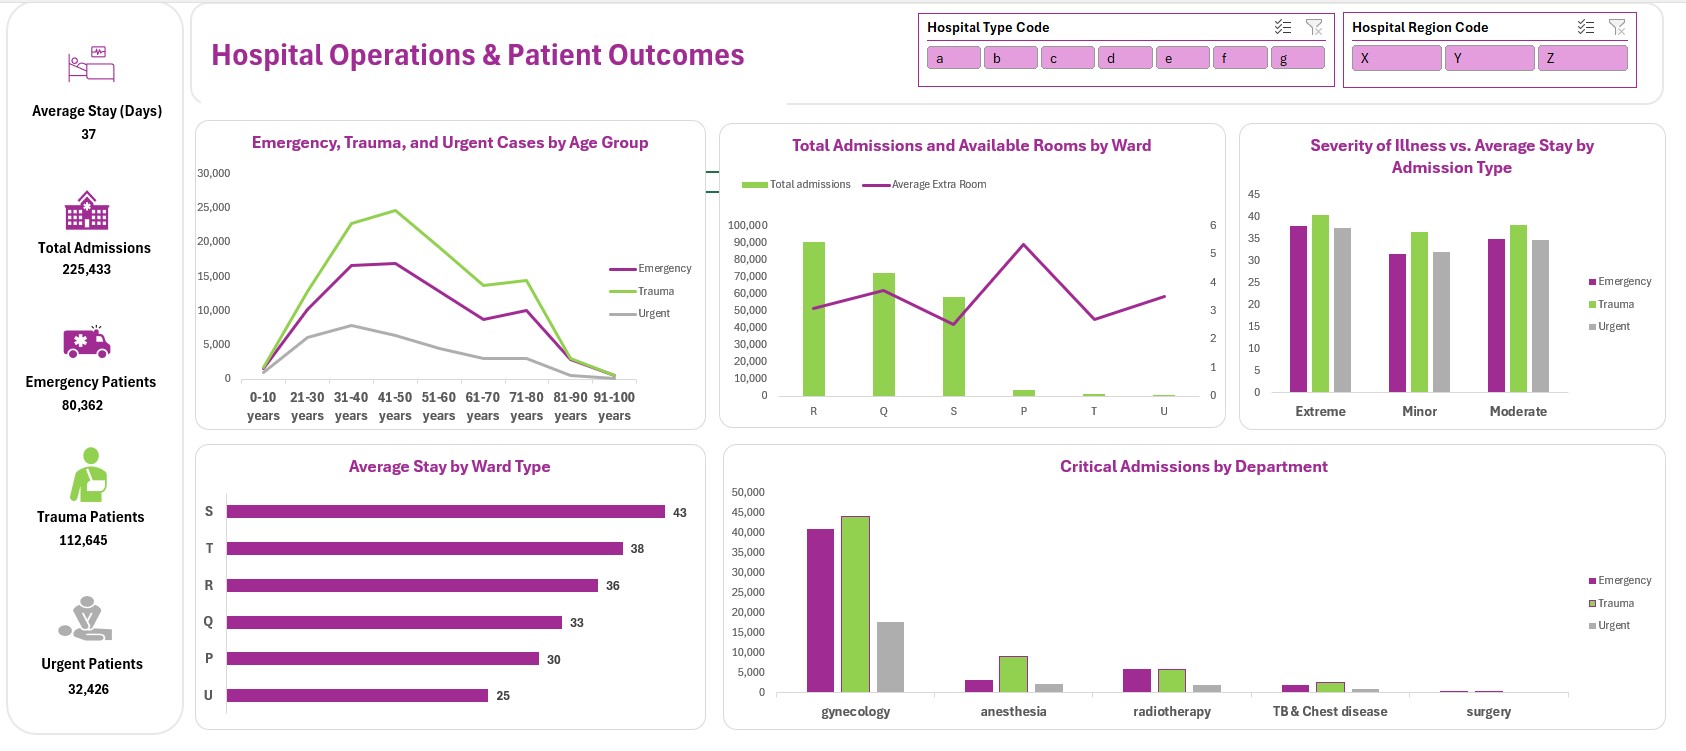 Hospital Operations & Patient Outcomes
Hospital Type Code
a b c d e f g
Hospital Region Code
X Y Z
Average Stay (Days)
37
Total Admissions
225,433
Emergency Patients
80,362
Trauma Patients
112,645
Urgent Patients
32,426
Emergency, Trauma, and Urgent Cases by Age Group
30,000
25,000
20,000
15,000
10,000
5,000
0
0-10 21-30 31-40 41-50 51-60 61-70 71-80 81-90 91-100
years years years years years years years years years
Emergency
Trauma
Urgent
Total Admissions and Available Rooms by Ward
Total admissions Average Extra Room
100,000
90,000
80,000
70,000
60,000
50,000
40,000
30,000
20,000
10,000
0
6
5
4
3
2
1
0
R Q S P T U
Severity of Illness vs. Average Stay by
Admission Type
45
40
35
30
25
20
15
10
5
0
Extreme Minor Moderate
Emergency
Trauma
Urgent
Average Stay by Ward Type
S 43
T 38
R 36
Q 33
P 30
U 25
Critical Admissions by Department
50,000
45,000
40,000
35,000
30,000
25,000
20,000
15,000
10,000
5,000
0
gynecology anesthesia radiotherapy TB & Chest disease surgery
Emergency
Trauma
Urgent